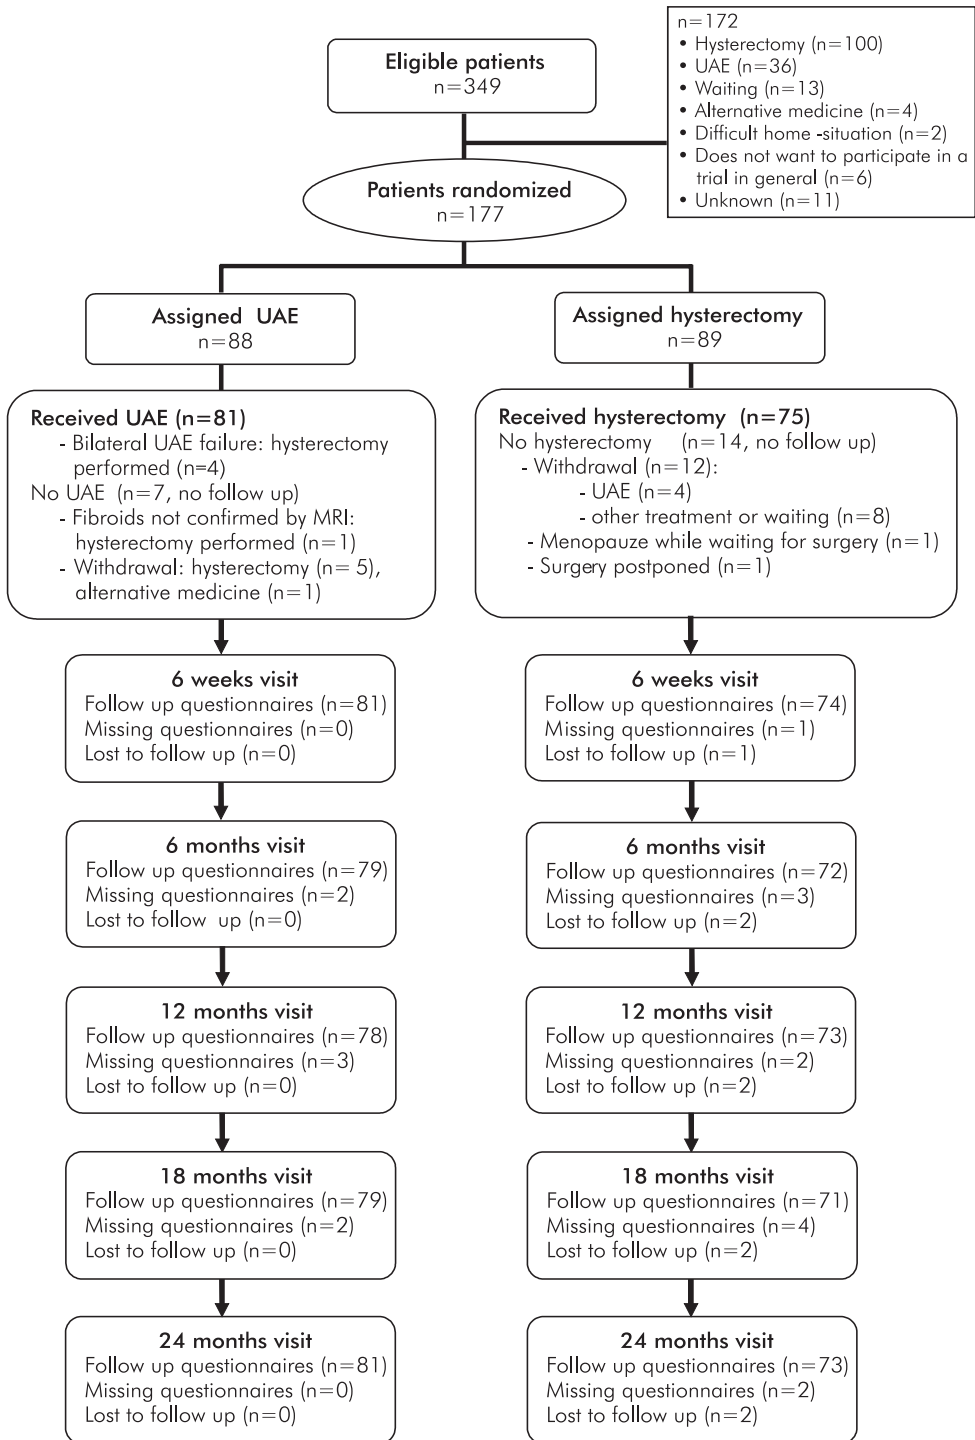 Eligible patients
n=349
n=172
• Hysterectomy (n=100)
• UAE (n=36)
• Waiting (n=13)
• Alternative medicine (n=4)
• Difficult home -situation (n=2)
• Does not want to participate in a
trial in general (n=6)
• Unknown (n=11)
Patients randomized
n=177
Assigned UAE
n=88
Assigned hysterectomy
n=89
Received UAE (n=81)
- Bilateral UAE failure: hysterectomy
performed (n=4)
No UAE (n=7, no follow up)
- Fibroids not confirmed by MRI:
hysterectomy performed (n=1)
- Withdrawal: hysterectomy (n=5),
alternative medicine (n=1)
Received hysterectomy (n=75)
No hysterectomy (n=14, no follow up)
- Withdrawal (n=12):
- UAE (n=4)
- other treatment or waiting (n=8)
- Menopauze while waiting for surgery (n=1)
- Surgery postponed (n=1)
6 weeks visit
Follow up questionnaires (n=81)
Missing questionnaires (n=0)
Lost to follow up (n=0)
6 weeks visit
Follow up questionnaires (n=74)
Missing questionnaires (n=1)
Lost to follow up (n=1)
6 months visit
Follow up questionnaires (n=79)
Missing questionnaires (n=2)
Lost to follow up (n=0)
6 months visit
Follow up questionnaires (n=72)
Missing questionnaires (n=3)
Lost to follow up (n=2)
12 months visit
Follow up questionnaires (n=78)
Missing questionnaires (n=3)
Lost to follow up (n=0)
12 months visit
Follow up questionnaires (n=73)
Missing questionnaires (n=2)
Lost to follow up (n=2)
18 months visit
Follow up questionnaires (n=79)
Missing questionnaires (n=2)
Lost to follow up (n=0)
18 months visit
Follow up questionnaires (n=71)
Missing questionnaires (n=4)
Lost to follow up (n=2)
24 months visit
Follow up questionnaires (n=81)
Missing questionnaires (n=0)
Lost to follow up (n=0)
24 months visit
Follow up questionnaires (n=73)
Missing questionnaires (n=2)
Lost to follow up (n=2)